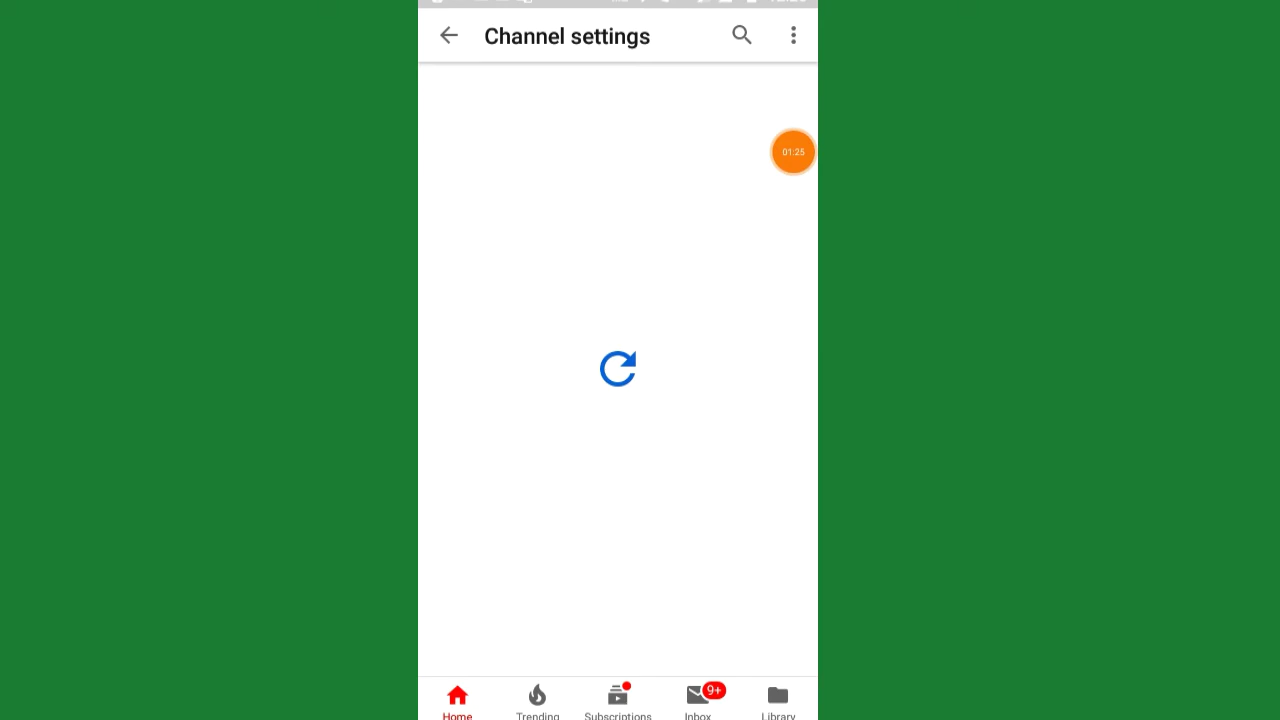 Channel settings
01:25
9+
Home
Trending
Subscriptions
Inbox
Library